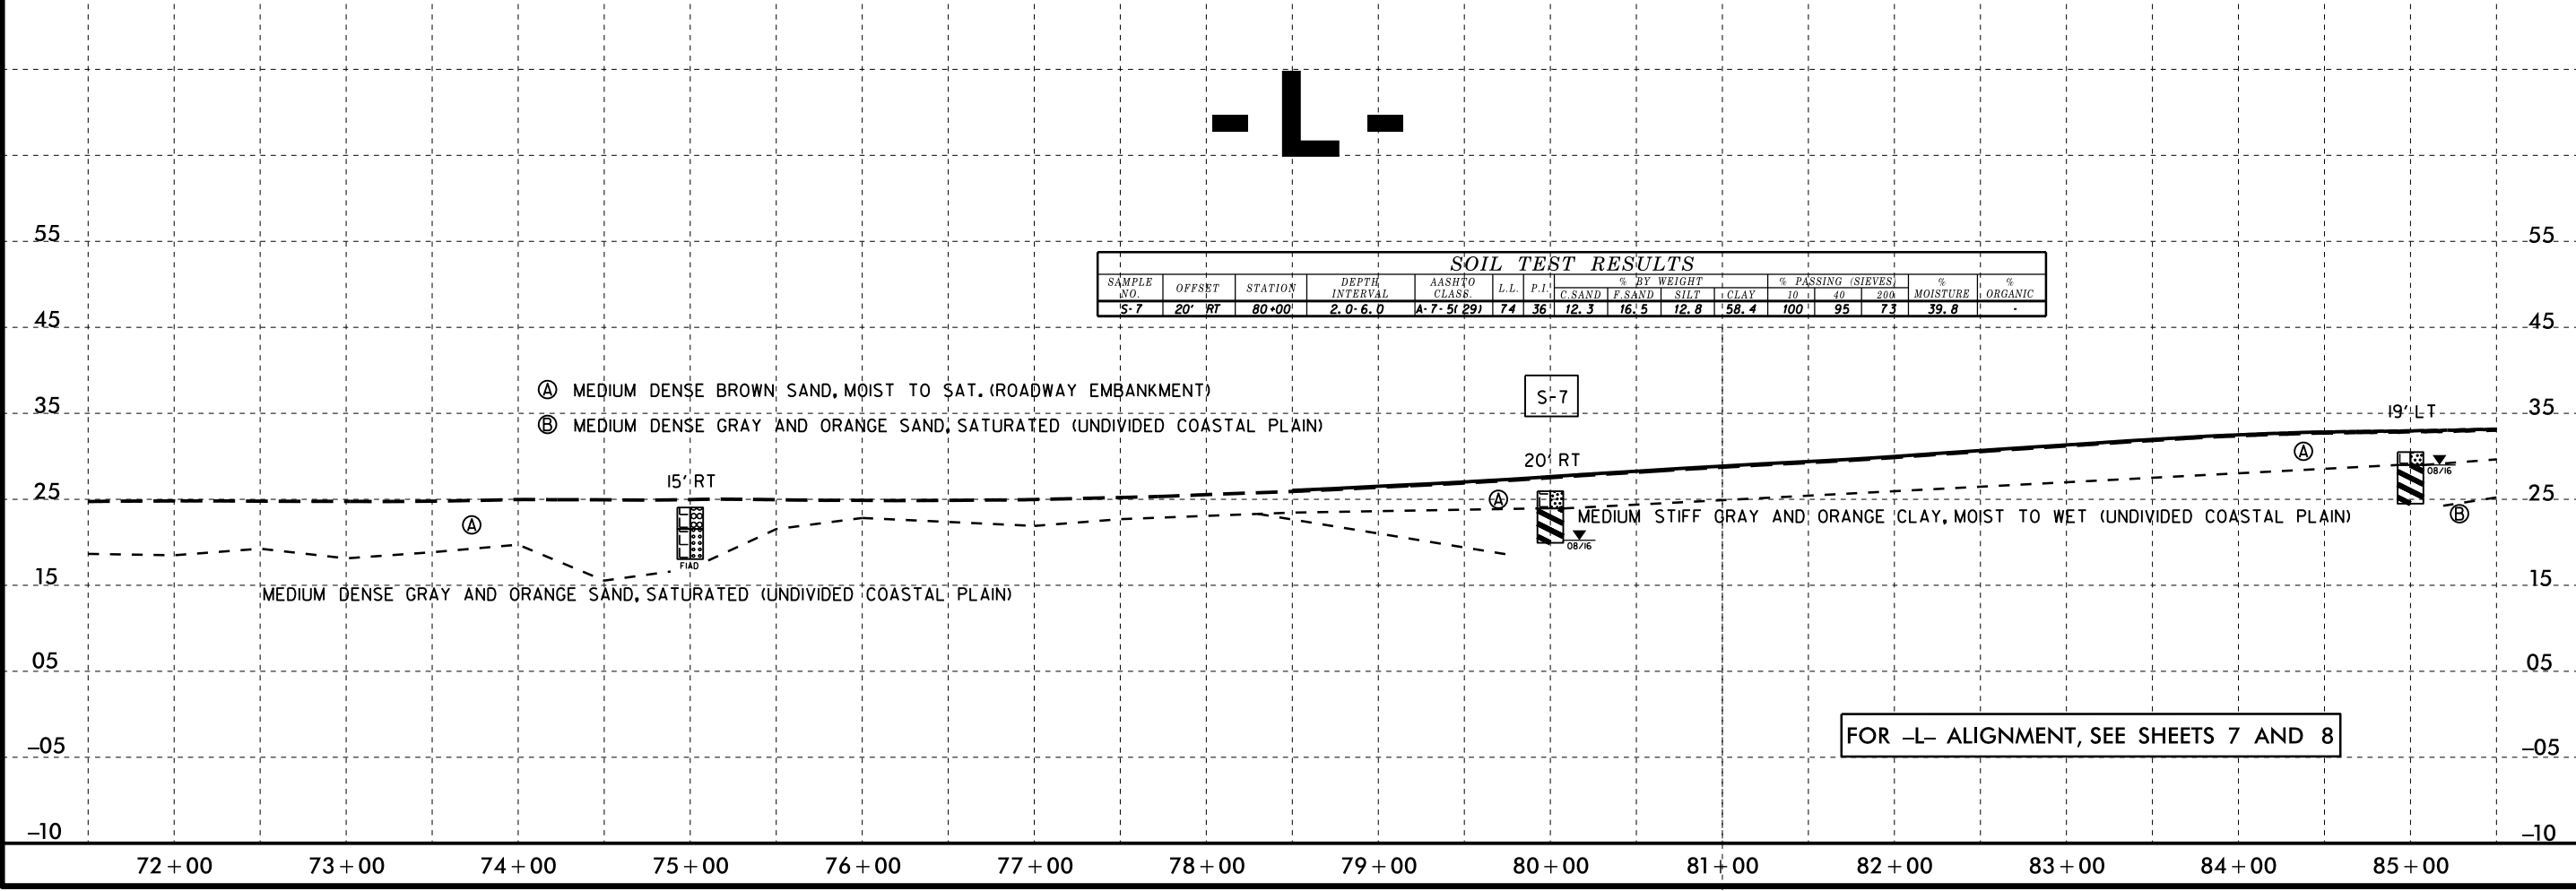 - L -
55 55
SOIL TEST RESULTS
SAMPLE NO. OFFSET STATION DEPTH INTERVAL AASHTO CLASS. L.L. P.I. % BY WEIGHT % PASSING (SIEVES) % MOISTURE % ORGANIC
C.SAND F.SAND SILT CLAY 10 40 200
S-7 20' RT 80+00 2.0-6.0 A-7-5(29) 74 36 12.3 16.5 12.8 58.4 100 95 73 39.8 -
45 45
A MEDIUM DENSE BROWN SAND, MOIST TO SAT. (ROADWAY EMBANKMENT)
S-7
35 35
19' LT
B MEDIUM DENSE GRAY AND ORANGE SAND, SATURATED (UNDIVIDED COASTAL PLAIN)
A
20' RT
08/16
15' RT
25 25
A
A
MEDIUM STIFF GRAY AND ORANGE CLAY, MOIST TO WET (UNDIVIDED COASTAL PLAIN)
B
08/16
FIAD
15 15
MEDIUM DENSE GRAY AND ORANGE SAND, SATURATED (UNDIVIDED COASTAL PLAIN)
05 05
FOR -L- ALIGNMENT, SEE SHEETS 7 AND 8
-05 -05
-10 -10
72+00 73+00 74+00 75+00 76+00 77+00 78+00 79+00 80+00 81+00 82+00 83+00 84+00 85+00